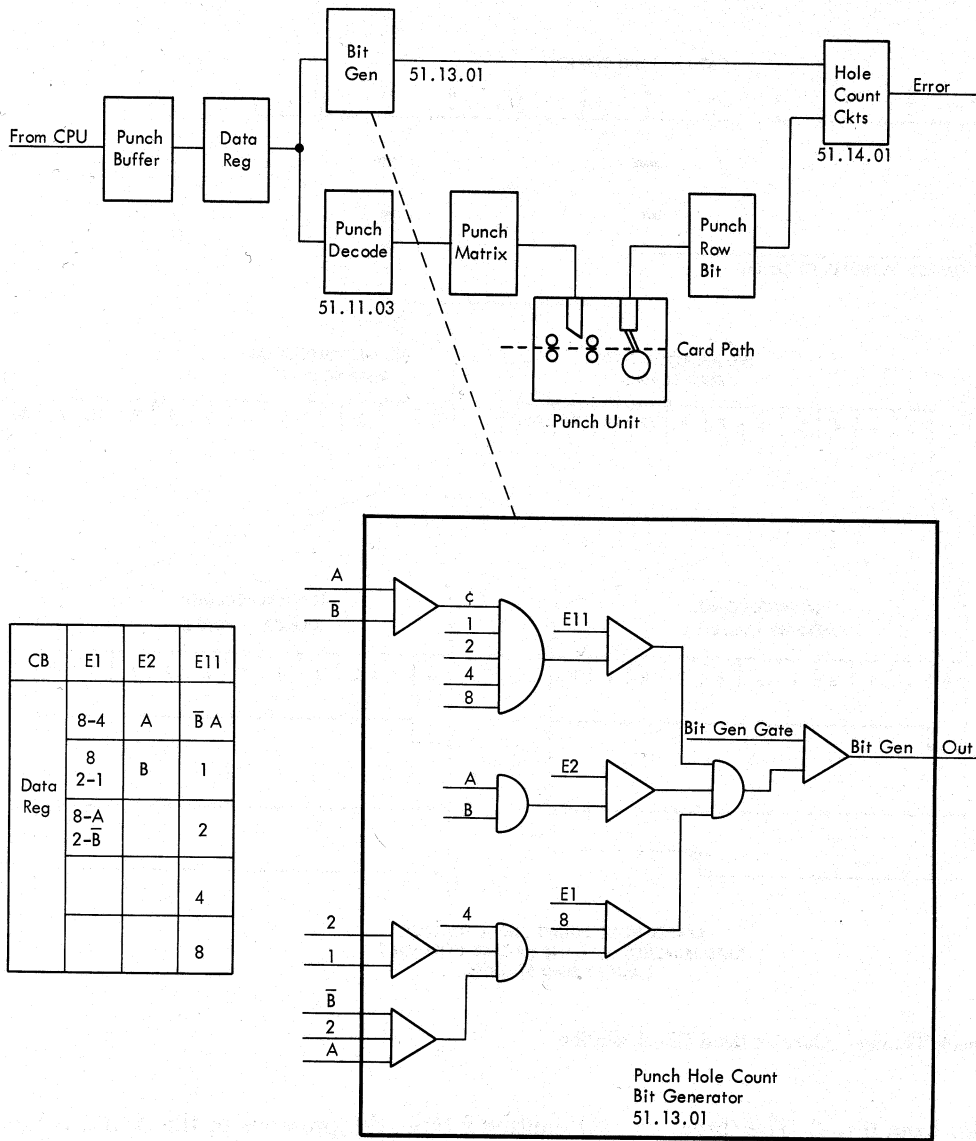 Bit
Gen
51.13.01
Hole
Count
Ckts
51.14.01
Error
From CPU
Punch
Buffer
Data
Reg
Punch
Decode
51.11.03
Punch
Matrix
Punch
Row
Bit
Card Path
Punch Unit
A
B̅
¢
1
2
4
8
E11
Bit Gen Gate
Bit Gen
Out
A
B
E2
E1
8
4
2
1
B̅
2
A
CB E1 E2 E11
Data
Reg
8-4 A B̅ A
8
2-1
B 1
8-A
2-B̅
2
4
8
Punch Hole Count
Bit Generator
51.13.01